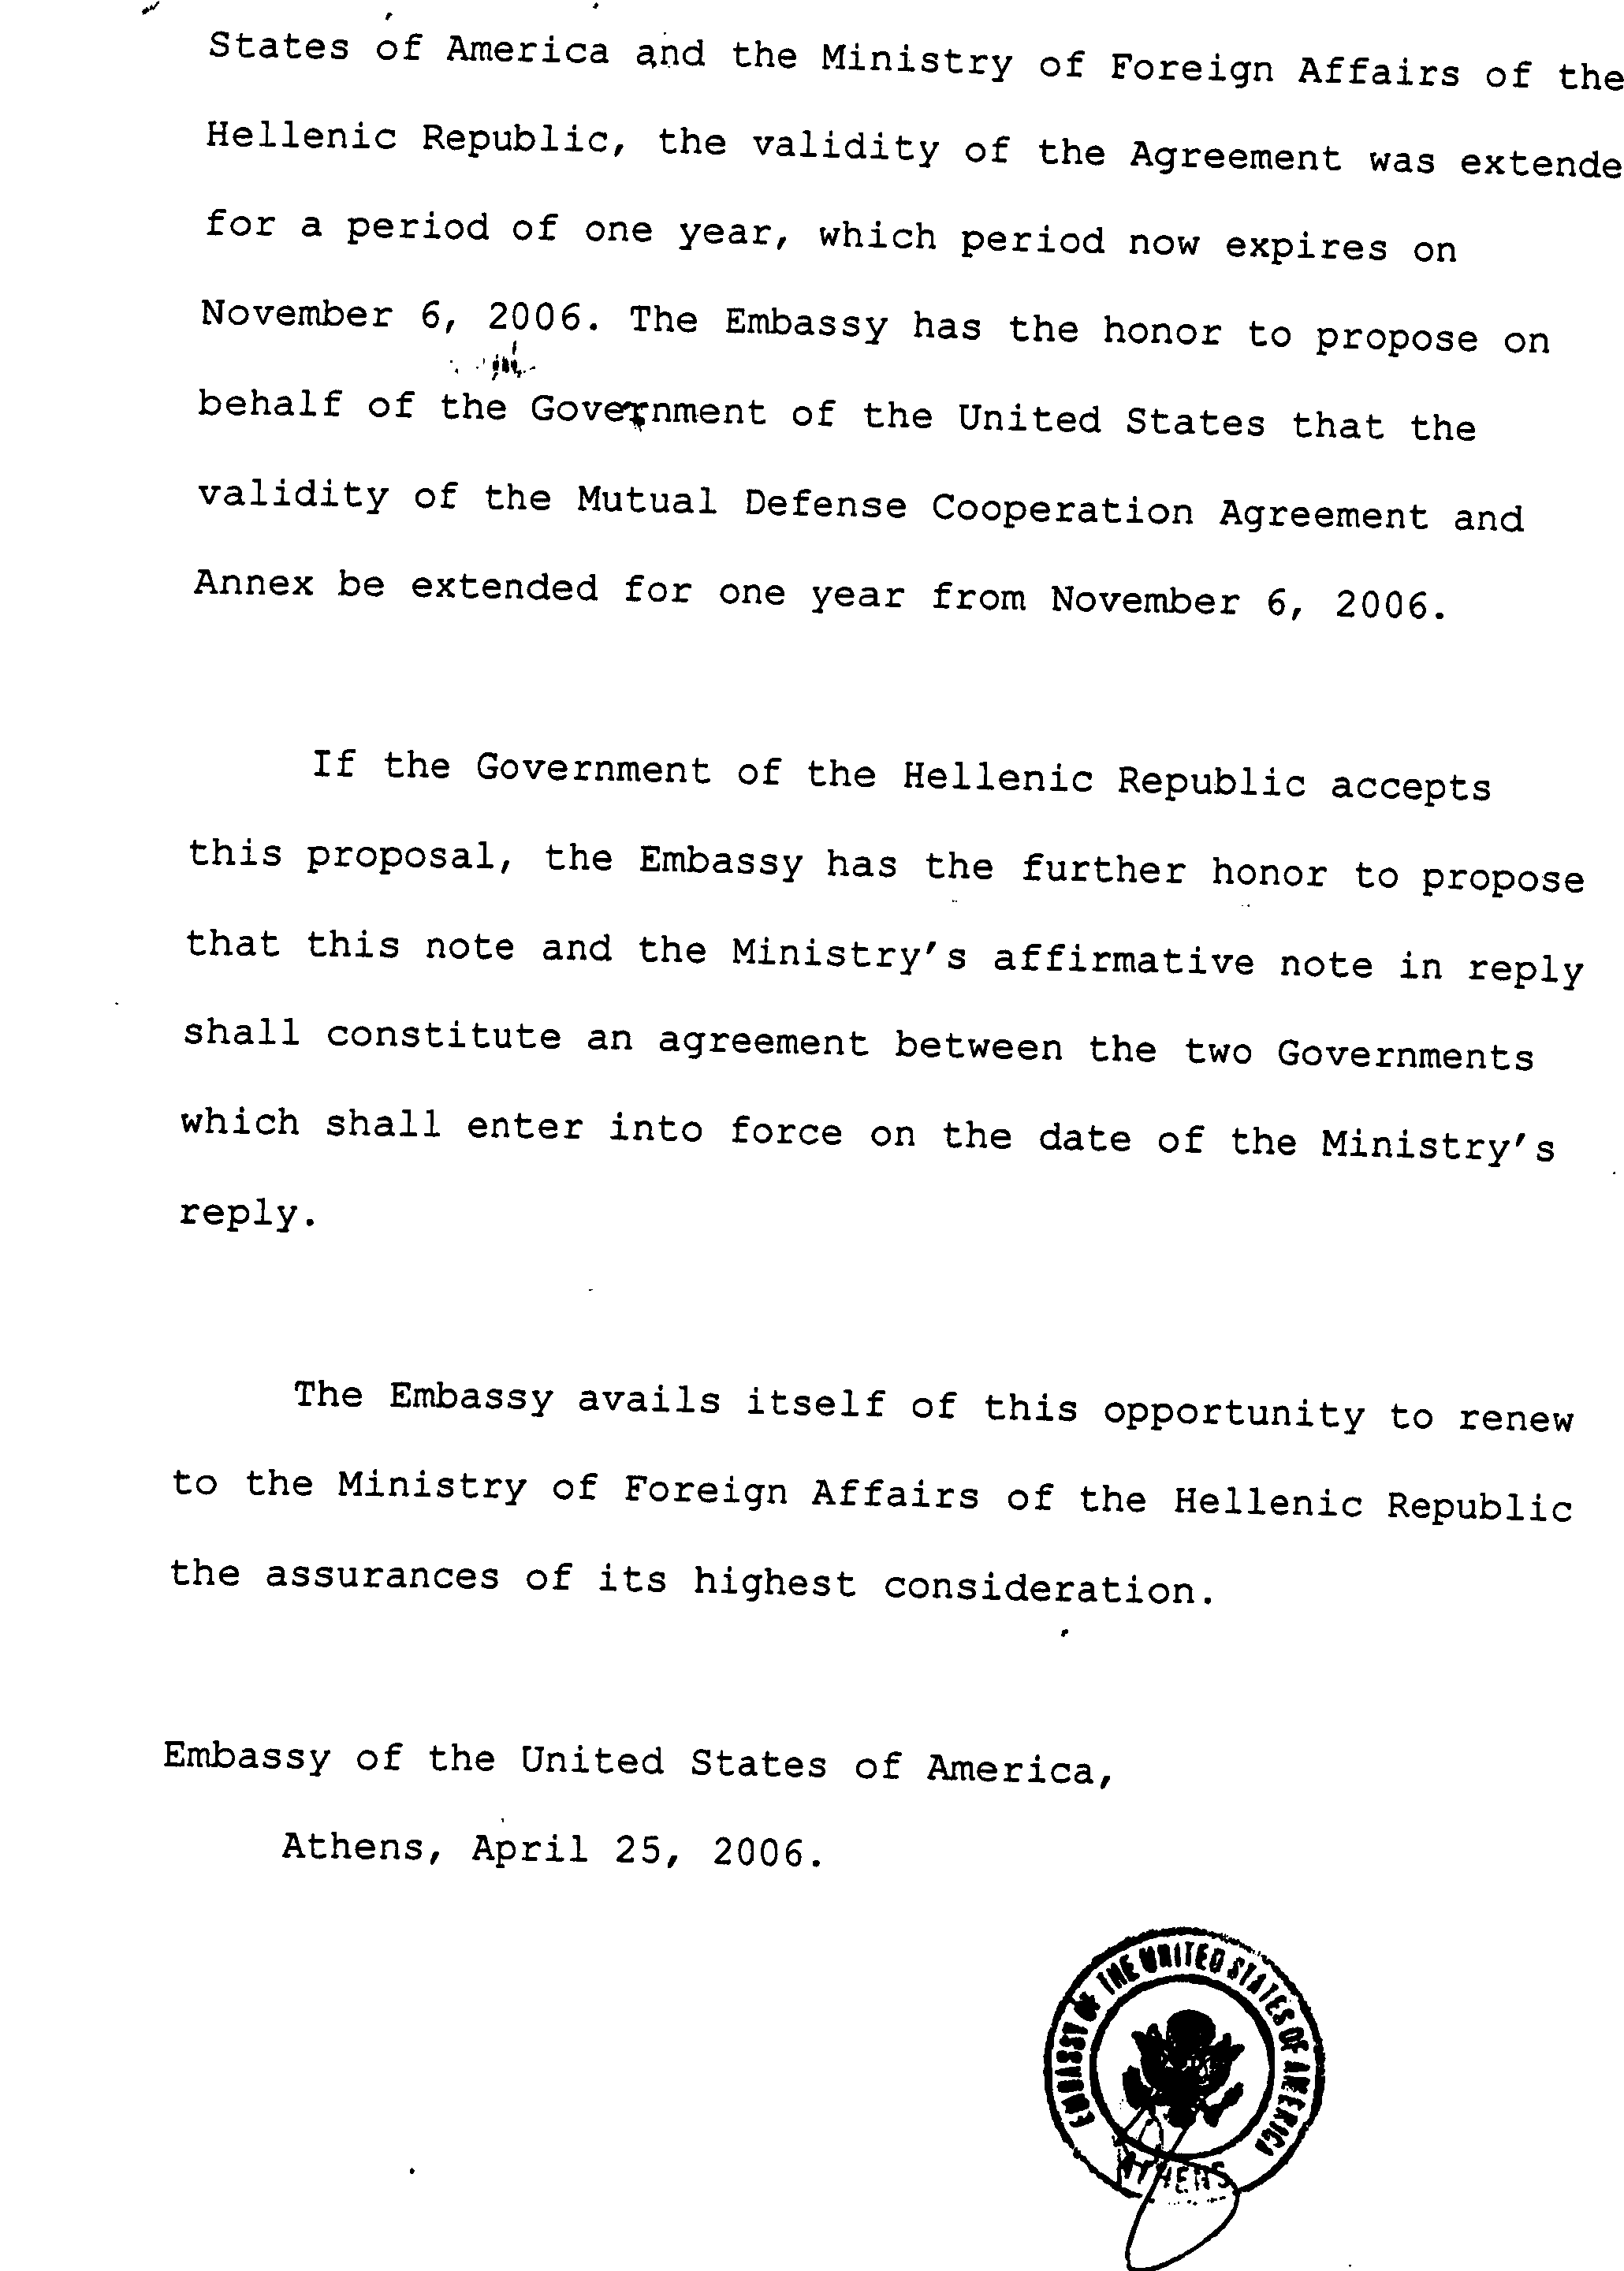 States of America and the Ministry of Foreign Affairs of the
Hellenic Republic, the validity of the Agreement was extende
for a period of one year, which period now expires on
November 6, 2006. The Embassy has the honor to propose on
behalf of the Government of the United States that the
validity of the Mutual Defense Cooperation Agreement and
Annex be extended for one year from November 6, 2006.
If the Government of the Hellenic Republic accepts
this proposal, the Embassy has the further honor to propose
that this note and the Ministry's affirmative note in reply
shall constitute an agreement between the two Governments
which shall enter into force on the date of the Ministry's
reply.
The Embassy avails itself of this opportunity to renew
to the Ministry of Foreign Affairs of the Hellenic Republic
the assurances of its highest consideration.
Embassy of the United States of America,
Athens, April 25, 2006.
EMBASSY OF THE UNITED STATES OF AMERICA
ATHENS